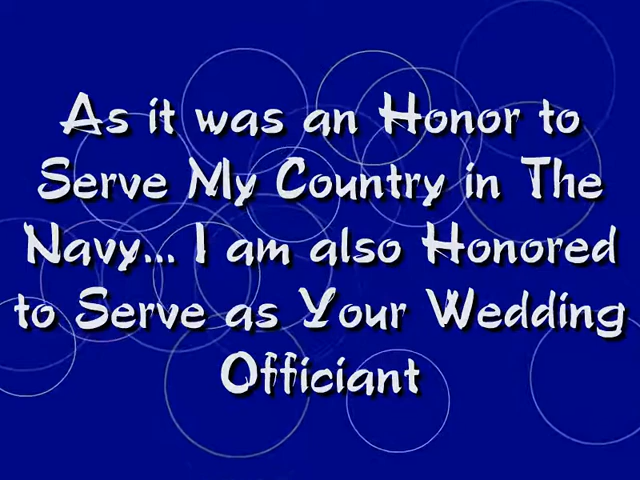 As it was an Honor to
Serve My Country in The
Navy... I am also Honored
to Serve as Your Wedding
Officiant